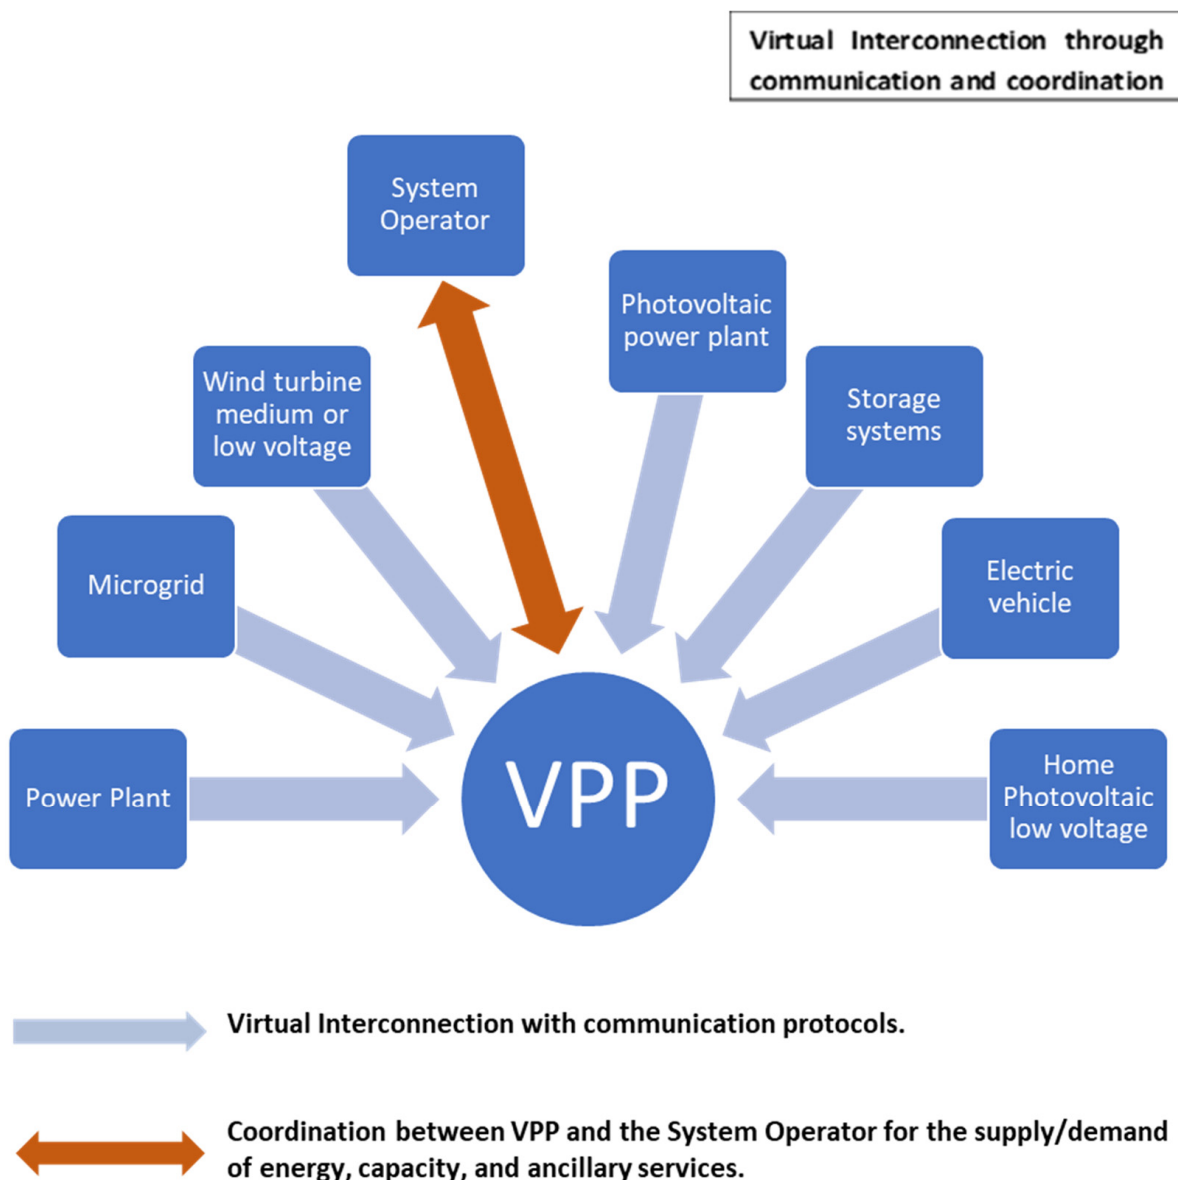 Virtual Interconnection through
communication and coordination
System
Operator
Photovoltaic
power plant
Wind turbine
medium or
low voltage
Storage
systems
Microgrid
Electric
vehicle
Power Plant
VPP
Home
Photovoltaic
low voltage
Virtual Interconnection with communication protocols.
Coordination between VPP and the System Operator for the supply/demand
of energy, capacity, and ancillary services.